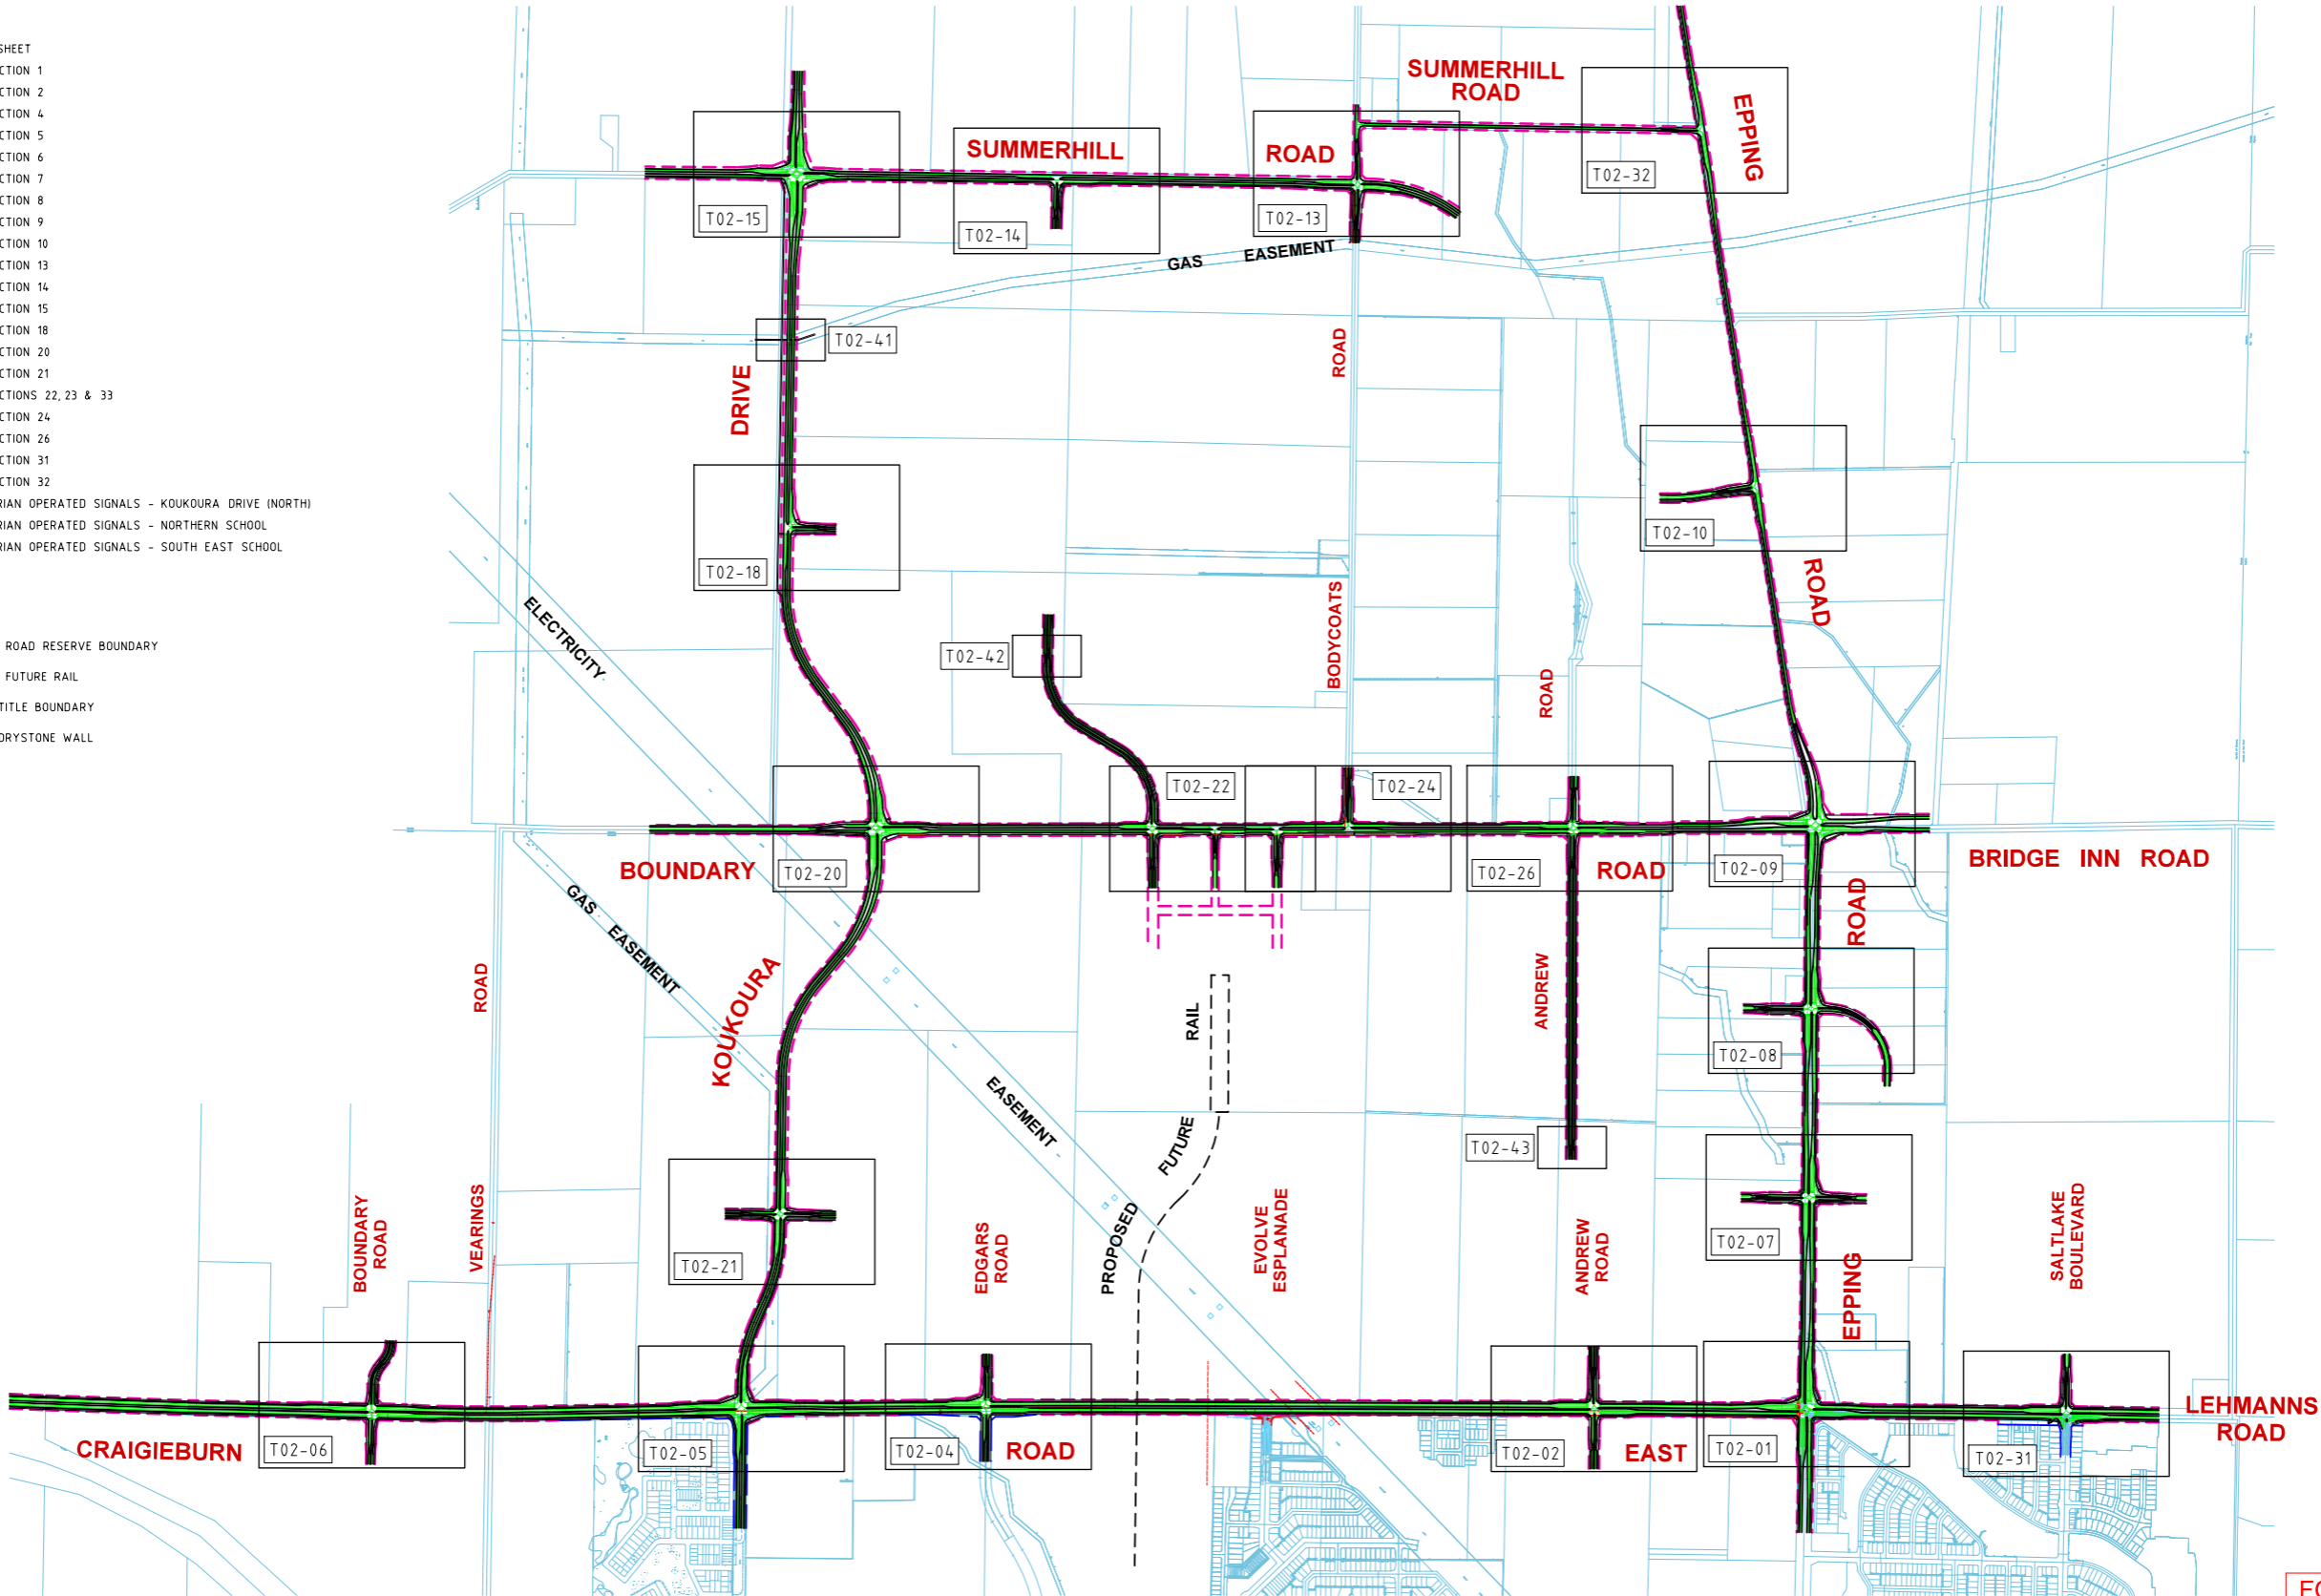 SHEET
CTION 1
CTION 2
CTION 4
CTION 5
CTION 6
CTION 7
CTION 8
CTION 9
CTION 10
CTION 13
CTION 14
CTION 15
CTION 18
CTION 20
CTION 21
CTIONS 22, 23 & 33
CTION 24
CTION 26
CTION 31
CTION 32
RIAN OPERATED SIGNALS - KOUKOURA DRIVE (NORTH)
RIAN OPERATED SIGNALS - NORTHERN SCHOOL
RIAN OPERATED SIGNALS - SOUTH EAST SCHOOL
ROAD RESERVE BOUNDARY
FUTURE RAIL
TITLE BOUNDARY
DRYSTONE WALL
SUMMERHILL
ROAD
EPPING
SUMMERHILL
ROAD
T02-32
T02-15
T02-14
T02-13
GAS EASEMENT
T02-41
ROAD
DRIVE
T02-10
T02-18
ROAD
ELECTRICITY
BODYCOATS
T02-42
ROAD
T02-22
T02-24
BOUNDARY
T02-20
T02-26
ROAD
T02-09
BRIDGE INN ROAD
GAS
EASEMENT
ROAD
ROAD
KOUKOURA
ANDREW
RAIL
T02-08
EASEMENT
FUTURE
T02-43
PROPOSED
BOUNDARY
ROAD
VEARINGS
T02-21
EDGARS
ROAD
EVOLVE
ESPLANADE
ANDREW
ROAD
T02-07
EPPING
SALTLAKE
BOULEVARD
CRAIGIEBURN
T02-06
T02-05
T02-04
ROAD
T02-02
EAST
T02-01
T02-31
LEHMANNS
ROAD